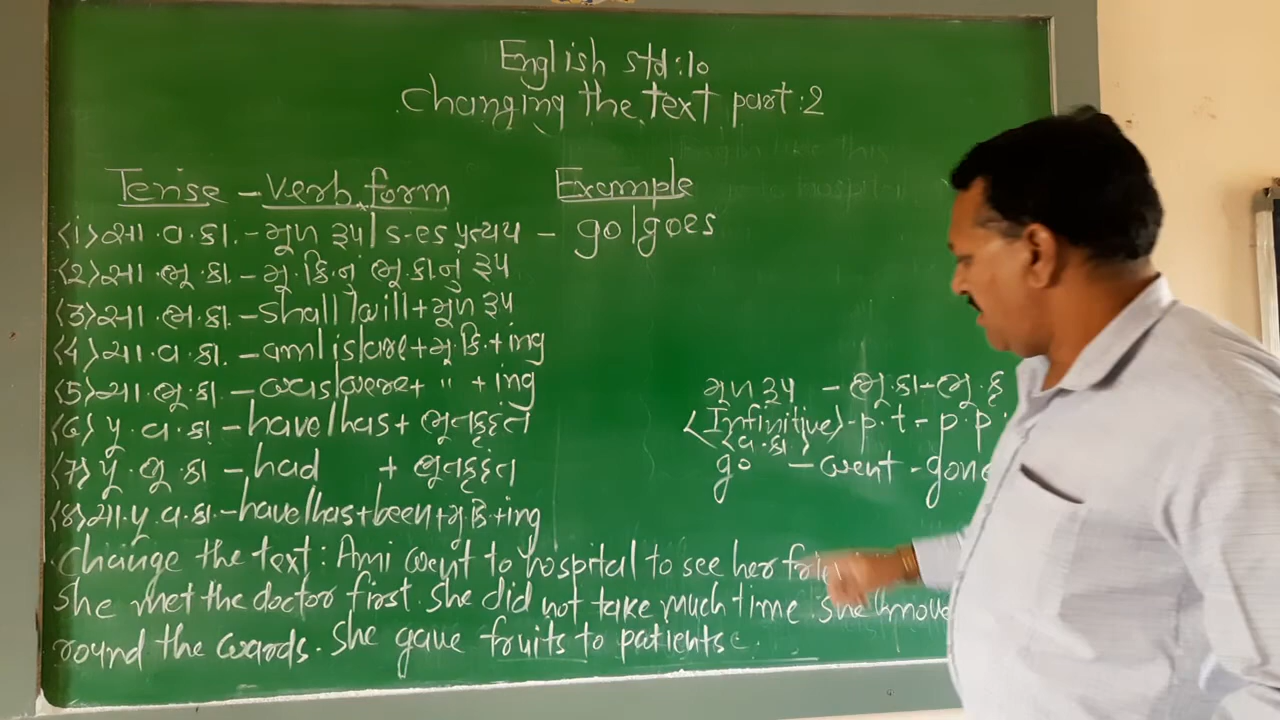 English std:10
Changing the text part:2
Tense - Verb form Example
<1> સા.વ.કા. - મૂળ રૂપ/s-es પ્રત્યય - go/goes
<2> સા.ભૂ.કા - મૂ.ક્રિ.નું ભૂ.કાનું રૂપ
<3> સા.ભ.કા. - shall/will+મૂળ રૂપ
<4> ચા.વ.કા. - am/is/are+મૂ.ક્રિ.+ing
<5> ચા.ભૂ.કા. - was/were+ " +ing
<6> પૂ.વ.કા - have/has+ ભૂતકૃદંત
<7> પૂ.ભૂ.કા - had + ભૂતકૃદંત
<8> ચા.પૂ.વ.કા. - have/has+been+મૂ.ક્રિ+ing
મૂળ રૂપ - ભૂ.કા - ભૂ.કૃ
<Infinitive> - p.t - p.p.
<વ.કા>
go - went - gone
Change the text: Ami went to hospital to see her
She met the doctor first. She did not take much time. She move
round the wards. She gave fruits to patients.